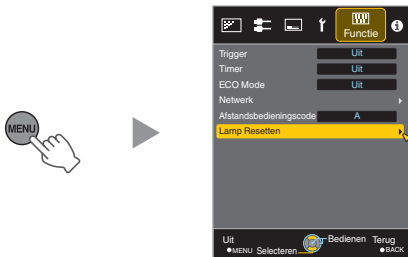 MENU
Functie
Trigger Uit
Timer Uit
ECO Mode Uit
Netwerk
Afstandsbedieningscode A
Lamp Resetten
Uit Bedienen Terug
MENU Selecteren BACK